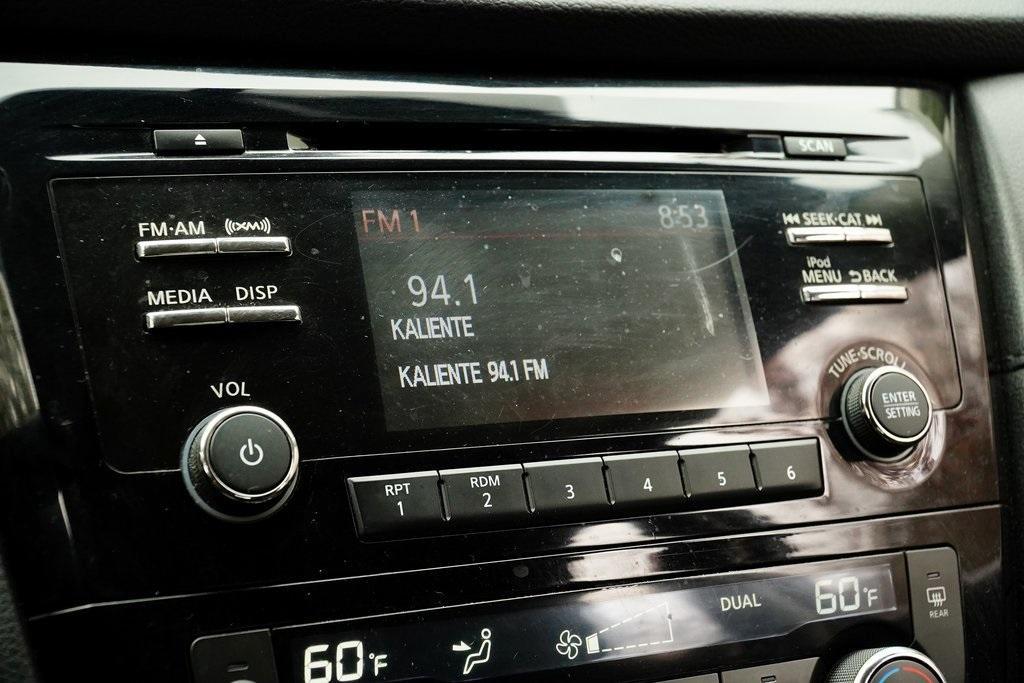 SCAN
FM·AM
((XM))
FM 1
8:53
SEEK·CAT
MEDIA
DISP
94.1
iPod
MENU
BACK
KALIENTE
KALIENTE 94.1 FM
TUNE·SCROLL
VOL
ENTER
SETTING
RPT
1
RDM
2
3
4
5
6
DUAL
60°F
REAR
60°F